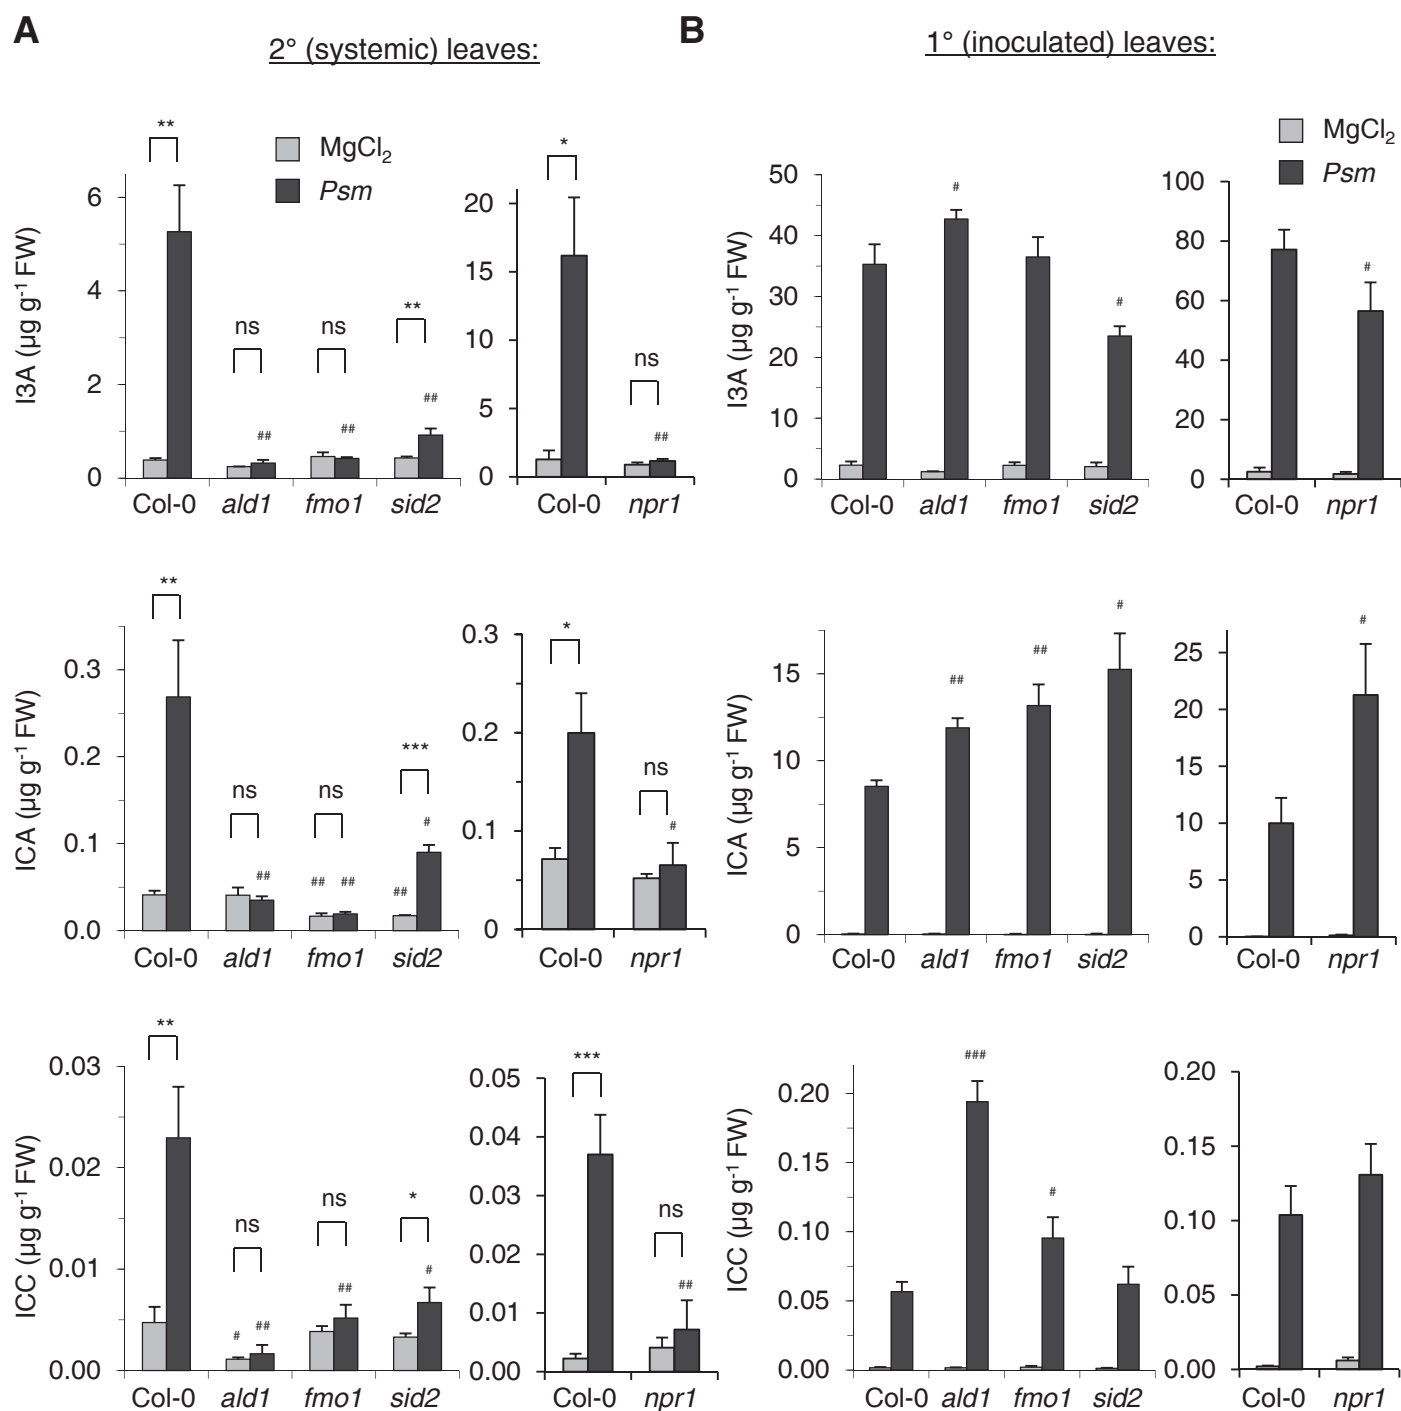 A
2° (systemic) leaves:
B
1° (inoculated) leaves:
MgCl2
Psm
MgCl2
Psm
I3A (µg g-1 FW)
6
4
2
0
**
ns
##
ns
##
**
##
Col-0 ald1 fmo1 sid2
20
15
10
5
0
*
ns
##
Col-0 npr1
I3A (µg g-1 FW)
50
40
30
20
10
0
#
#
Col-0 ald1 fmo1 sid2
100
80
60
40
20
0
#
Col-0 npr1
ICA (µg g-1 FW)
0.3
0.2
0.1
0.0
**
ns
##
ns
## ##
***
## #
Col-0 ald1 fmo1 sid2
0.3
0.2
0.1
0
*
ns
#
Col-0 npr1
ICA (µg g-1 FW)
15
10
5
0
##
##
#
Col-0 ald1 fmo1 sid2
25
20
15
10
5
0
#
Col-0 npr1
ICC (µg g-1 FW)
0.03
0.02
0.01
0.00
**
ns
# ##
ns
##
*
#
Col-0 ald1 fmo1 sid2
0.05
0.04
0.03
0.02
0.01
0.00
***
ns
##
Col-0 npr1
ICC (µg g-1 FW)
0.20
0.15
0.10
0.05
0.00
###
#
Col-0 ald1 fmo1 sid2
0.20
0.15
0.10
0.05
0.00
Col-0 npr1